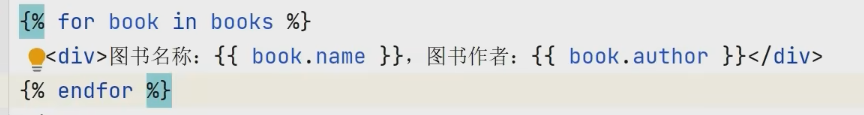 {% for book in books %}
<div>图书名称：{{ book.name }}，图书作者：{{ book.author }}</div>
{% endfor %}